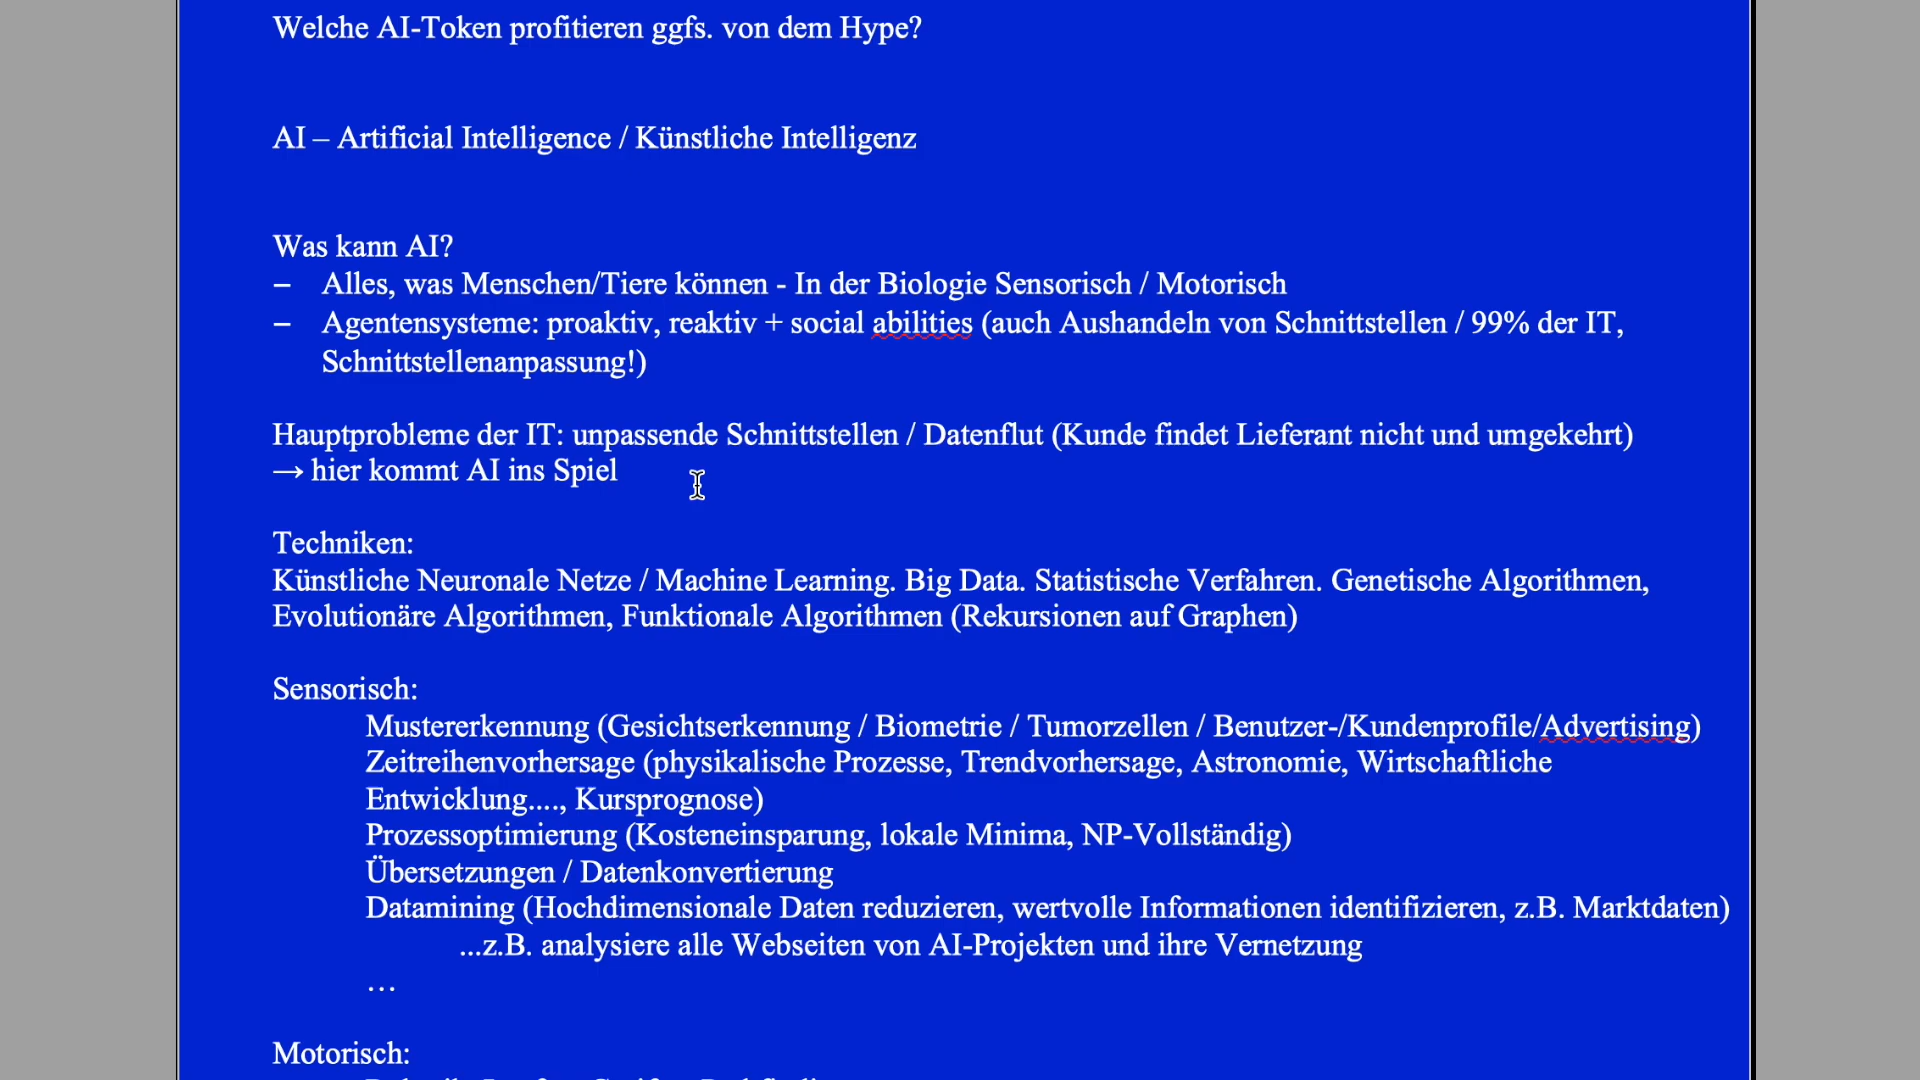 Welche AI-Token profitieren ggfs. von dem Hype?
AI – Artificial Intelligence / Künstliche Intelligenz
Was kann AI?
– Alles, was Menschen/Tiere können - In der Biologie Sensorisch / Motorisch
– Agentensysteme: proaktiv, reaktiv + social abilities (auch Aushandeln von Schnittstellen / 99% der IT,
Schnittstellenanpassung!)
Hauptprobleme der IT: unpassende Schnittstellen / Datenflut (Kunde findet Lieferant nicht und umgekehrt)
→ hier kommt AI ins Spiel
Techniken:
Künstliche Neuronale Netze / Machine Learning. Big Data. Statistische Verfahren. Genetische Algorithmen,
Evolutionäre Algorithmen, Funktionale Algorithmen (Rekursionen auf Graphen)
Sensorisch:
Mustererkennung (Gesichtserkennung / Biometrie / Tumorzellen / Benutzer-/Kundenprofile/Advertising)
Zeitreihenvorhersage (physikalische Prozesse, Trendvorhersage, Astronomie, Wirtschaftliche
Entwicklung...., Kursprognose)
Prozessoptimierung (Kosteneinsparung, lokale Minima, NP-Vollständig)
Übersetzungen / Datenkonvertierung
Datamining (Hochdimensionale Daten reduzieren, wertvolle Informationen identifizieren, z.B. Marktdaten)
...z.B. analysiere alle Webseiten von AI-Projekten und ihre Vernetzung
…
Motorisch: